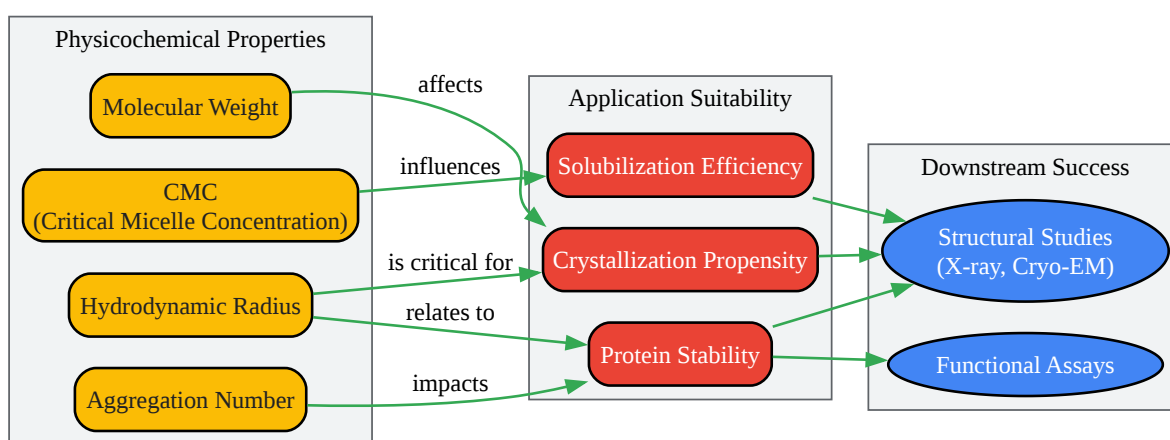 Physicochemical Properties
Molecular Weight
CMC
(Critical Micelle Concentration)
Hydrodynamic Radius
Aggregation Number
affects
influences
is critical for
relates to
impacts
Application Suitability
Solubilization Efficiency
Crystallization Propensity
Protein Stability
Downstream Success
Structural Studies
(X-ray, Cryo-EM)
Functional Assays